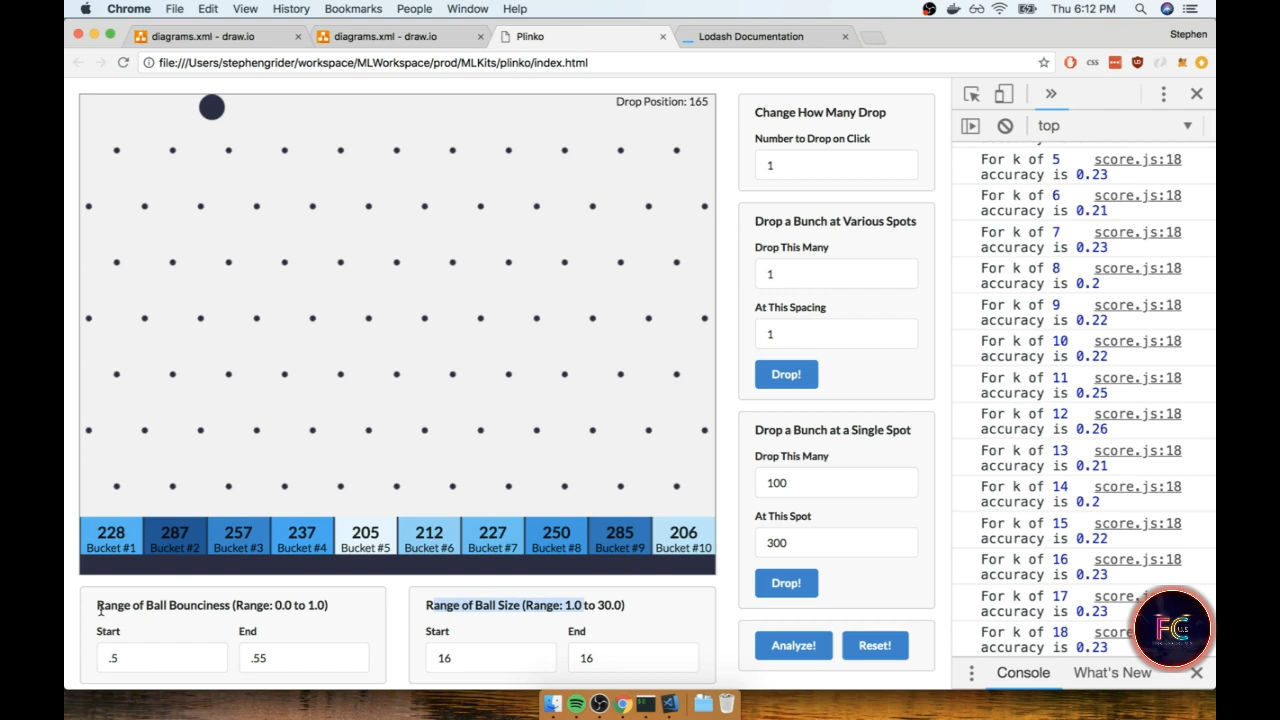 Chrome File Edit View History Bookmarks People Window Help Thu 6:12 PM
diagrams.xml - draw.io
diagrams.xml - draw.io
Plinko
Lodash Documentation
Stephen
file:///Users/stephengrider/workspace/MLWorkspace/prod/MLKits/plinko/index.html
Drop Position: 165
228
Bucket #1
287
Bucket #2
257
Bucket #3
237
Bucket #4
205
Bucket #5
212
Bucket #6
227
Bucket #7
250
Bucket #8
285
Bucket #9
206
Bucket #10
Range of Ball Bounciness (Range: 0.0 to 1.0)
Start
.5
End
.55
Range of Ball Size (Range: 1.0 to 30.0)
Start
16
End
16
Change How Many Drop
Number to Drop on Click
1
Drop a Bunch at Various Spots
Drop This Many
1
At This Spacing
1
Drop!
Drop a Bunch at a Single Spot
Drop This Many
100
At This Spot
300
Drop!
Analyze! Reset!
top
For k of 5 score.js:18
accuracy is 0.23
For k of 6 score.js:18
accuracy is 0.21
For k of 7 score.js:18
accuracy is 0.23
For k of 8 score.js:18
accuracy is 0.2
For k of 9 score.js:18
accuracy is 0.22
For k of 10 score.js:18
accuracy is 0.22
For k of 11 score.js:18
accuracy is 0.25
For k of 12 score.js:18
accuracy is 0.26
For k of 13 score.js:18
accuracy is 0.21
For k of 14 score.js:18
accuracy is 0.2
For k of 15 score.js:18
accuracy is 0.22
For k of 16 score.js:18
accuracy is 0.23
For k of 17
accuracy is 0.23
For k of 18
accuracy is 0.23
FC
Console What's New